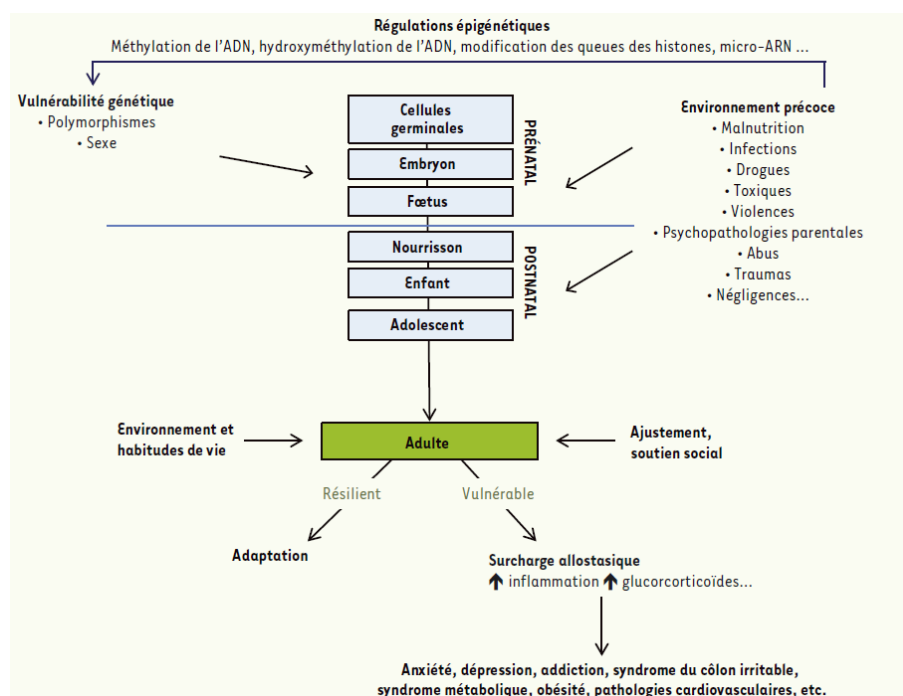 Régulations épigénétiques
Méthylation de l'ADN, hydroxyméthylation de l'ADN, modification des queues des histones, micro-ARN ...
Vulnérabilité génétique
• Polymorphismes
• Sexe
Cellules
germinales
Embryon
Fœtus
PRÉNATAL
Environnement précoce
• Malnutrition
• Infections
• Drogues
• Toxiques
• Violences
• Psychopathologies parentales
• Abus
• Traumas
• Négligences...
Nourrisson
Enfant
Adolescent
POSTNATAL
Environnement et
habitudes de vie
Adulte
Ajustement,
soutien social
Résilient
Vulnérable
Adaptation
Surcharge allostasique
🡅 inflammation 🡅 glucorcorticoïdes...
Anxiété, dépression, addiction, syndrome du côlon irritable,
syndrome métabolique, obésité, pathologies cardiovasculaires, etc.